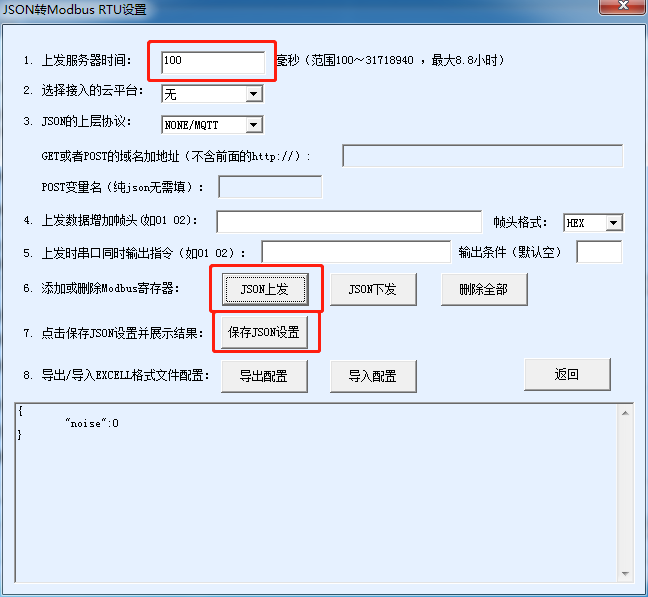 JSON转Modbus RTU设置
1. 上发服务器时间: 100 毫秒（范围100～31718940 ，最大8.8小时）
2. 选择接入的云平台: 无
3. JSON的上层协议: NONE/MQTT
GET或者POST的域名加地址（不含前面的http://）:
POST变量名（纯json无需填）:
4. 上发数据增加帧头(如01 02): 帧头格式: HEX
5. 上发时串口同时输出指令（如01 02）: 输出条件（默认空）
6. 添加或删除Modbus寄存器: JSON上发 JSON下发 删除全部
7. 点击保存JSON设置并展示结果: 保存JSON设置
8. 导出/导入EXCELL格式文件配置: 导出配置 导入配置 返回
{
"noise":0
}